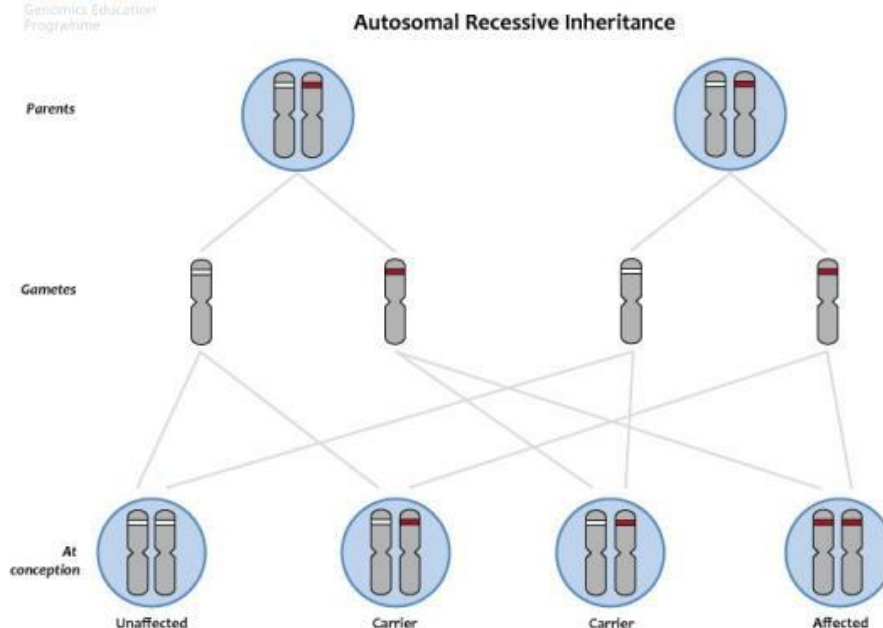 Genomics Education
Programme
Autosomal Recessive Inheritance
Parents
Gametes
At
conception
Unaffected
Carrier
Carrier
Affected